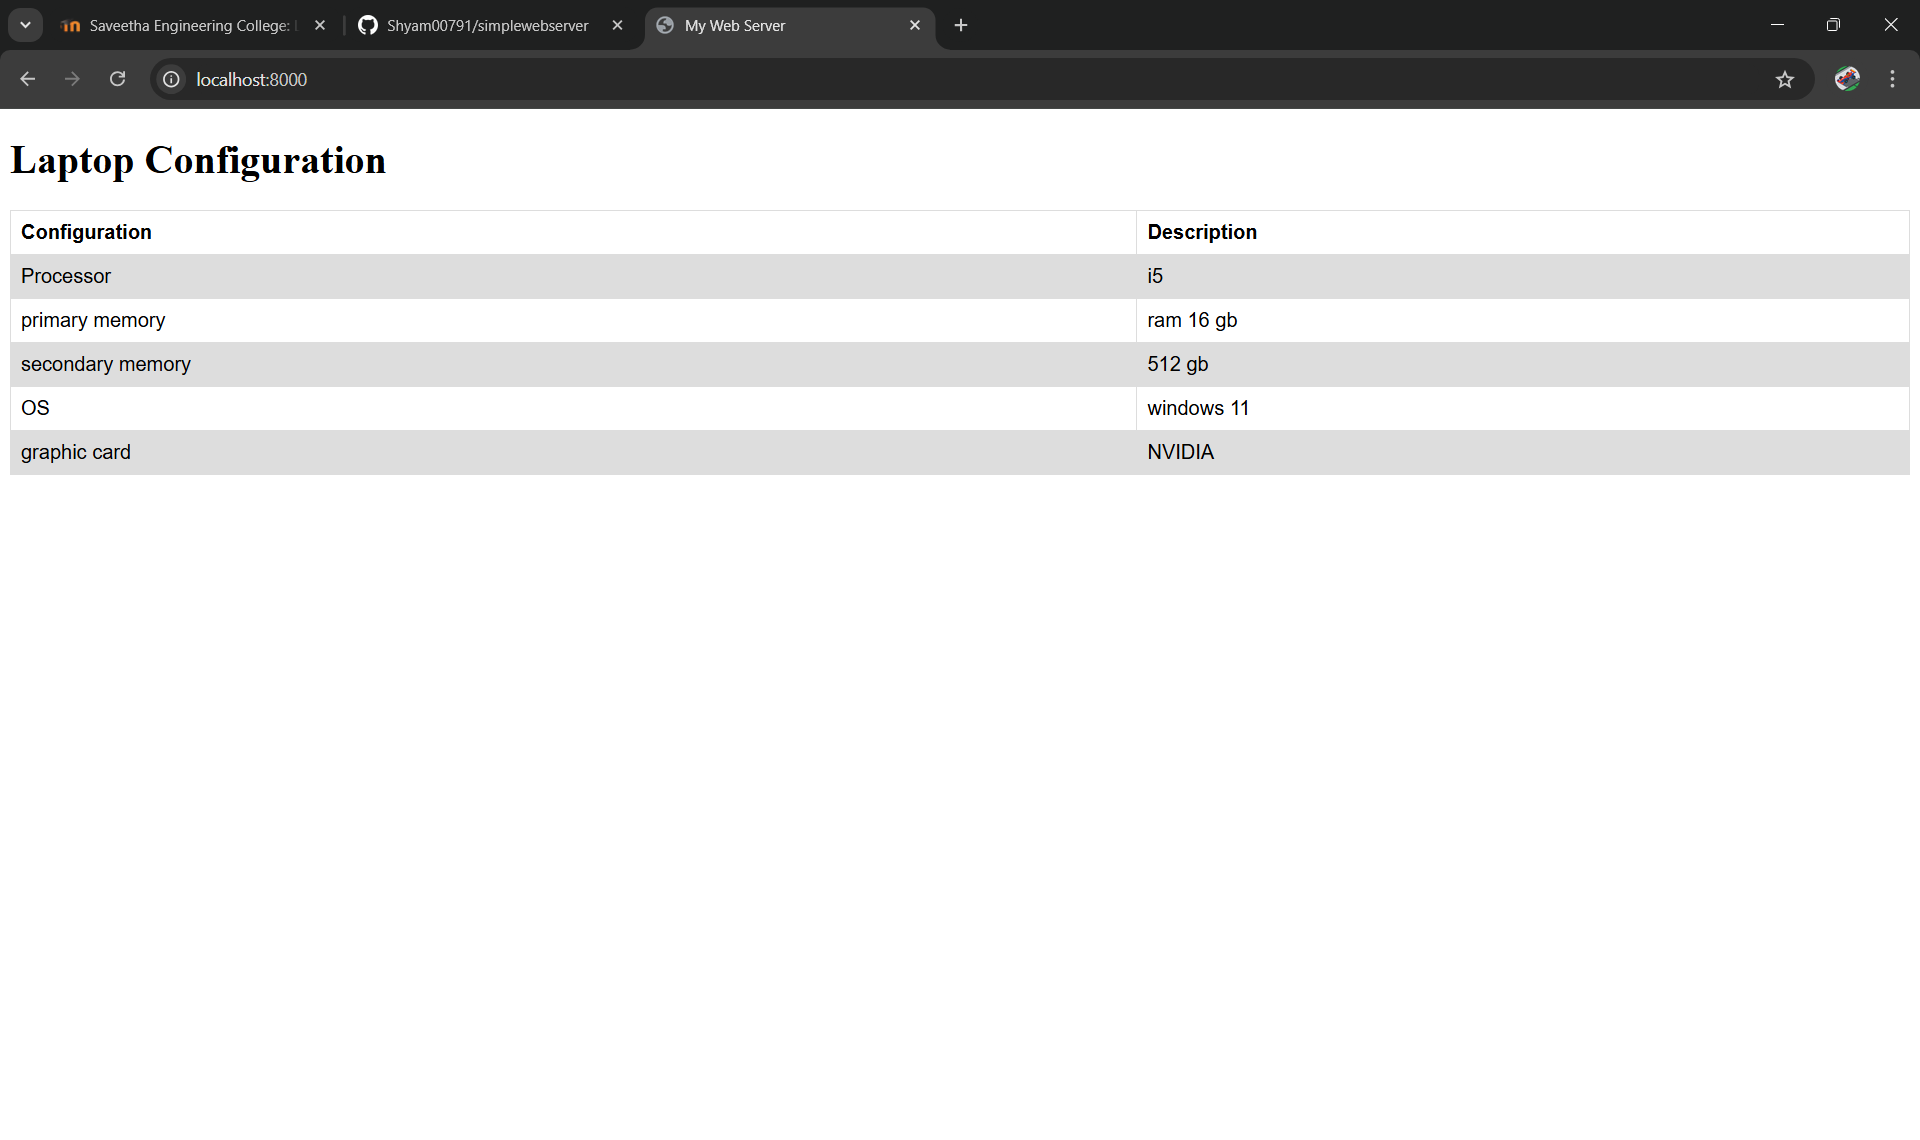 Saveetha Engineering College:
Shyam00791/simplewebserver
My Web Server
localhost:8000
Laptop Configuration
Configuration Description
Processor i5
primary memory ram 16 gb
secondary memory 512 gb
OS windows 11
graphic card NVIDIA